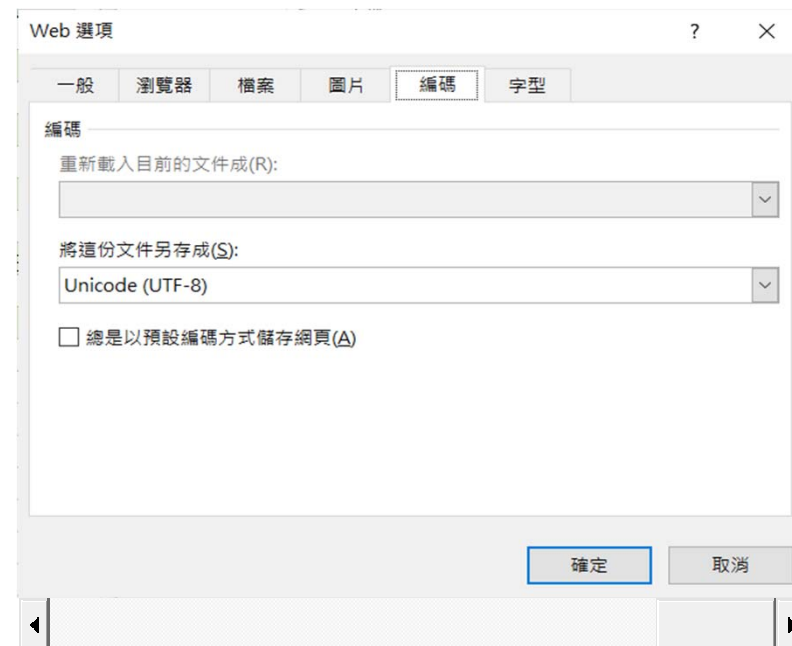 Web 選項
?
一般 瀏覽器 檔案 圖片 編碼 字型
編碼
重新載入目前的文件成(R):
將這份文件另存成(S):
Unicode (UTF-8)
總是以預設編碼方式儲存網頁(A)
確定 取消